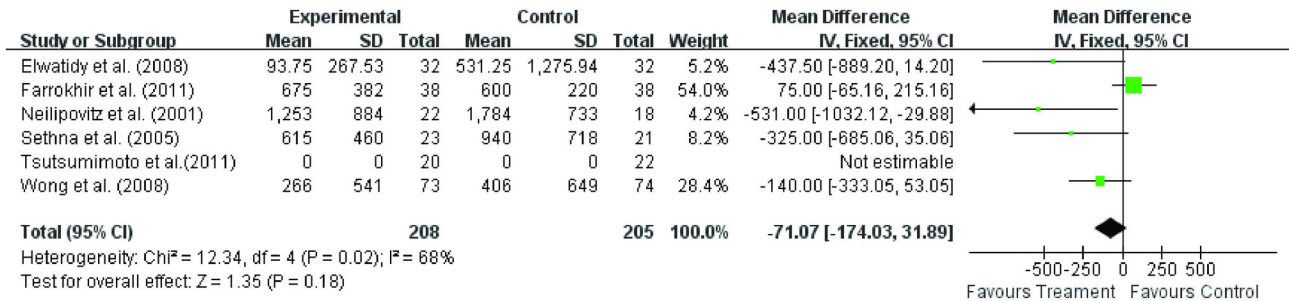 Experimental Control Mean Difference Mean Difference
Study or Subgroup Mean SD Total Mean SD Total Weight IV, Fixed, 95% CI IV, Fixed, 95% CI
Elwatidy et al. (2008) 93.75 267.53 32 531.25 1,275.94 32 5.2% -437.50 [-889.20, 14.20]
Farrokhir et al. (2011) 675 382 38 600 220 38 54.0% 75.00 [-65.16, 215.16]
Neilipovitz et al. (2001) 1,253 884 22 1,784 733 18 4.2% -531.00 [-1032.12, -29.88]
Sethna et al. (2005) 615 460 23 940 718 21 8.2% -325.00 [-685.06, 35.06]
Tsutsumimoto et al.(2011) 0 0 20 0 0 22 Not estimable
Wong et al. (2008) 266 541 73 406 649 74 28.4% -140.00 [-333.05, 53.05]
Total (95% CI) 208 205 100.0% -71.07 [-174.03, 31.89]
Heterogeneity: Chi² = 12.34, df = 4 (P = 0.02); I² = 68%
Test for overall effect: Z = 1.35 (P = 0.18)
-500 -250 0 250 500
Favours Treament Favours Control